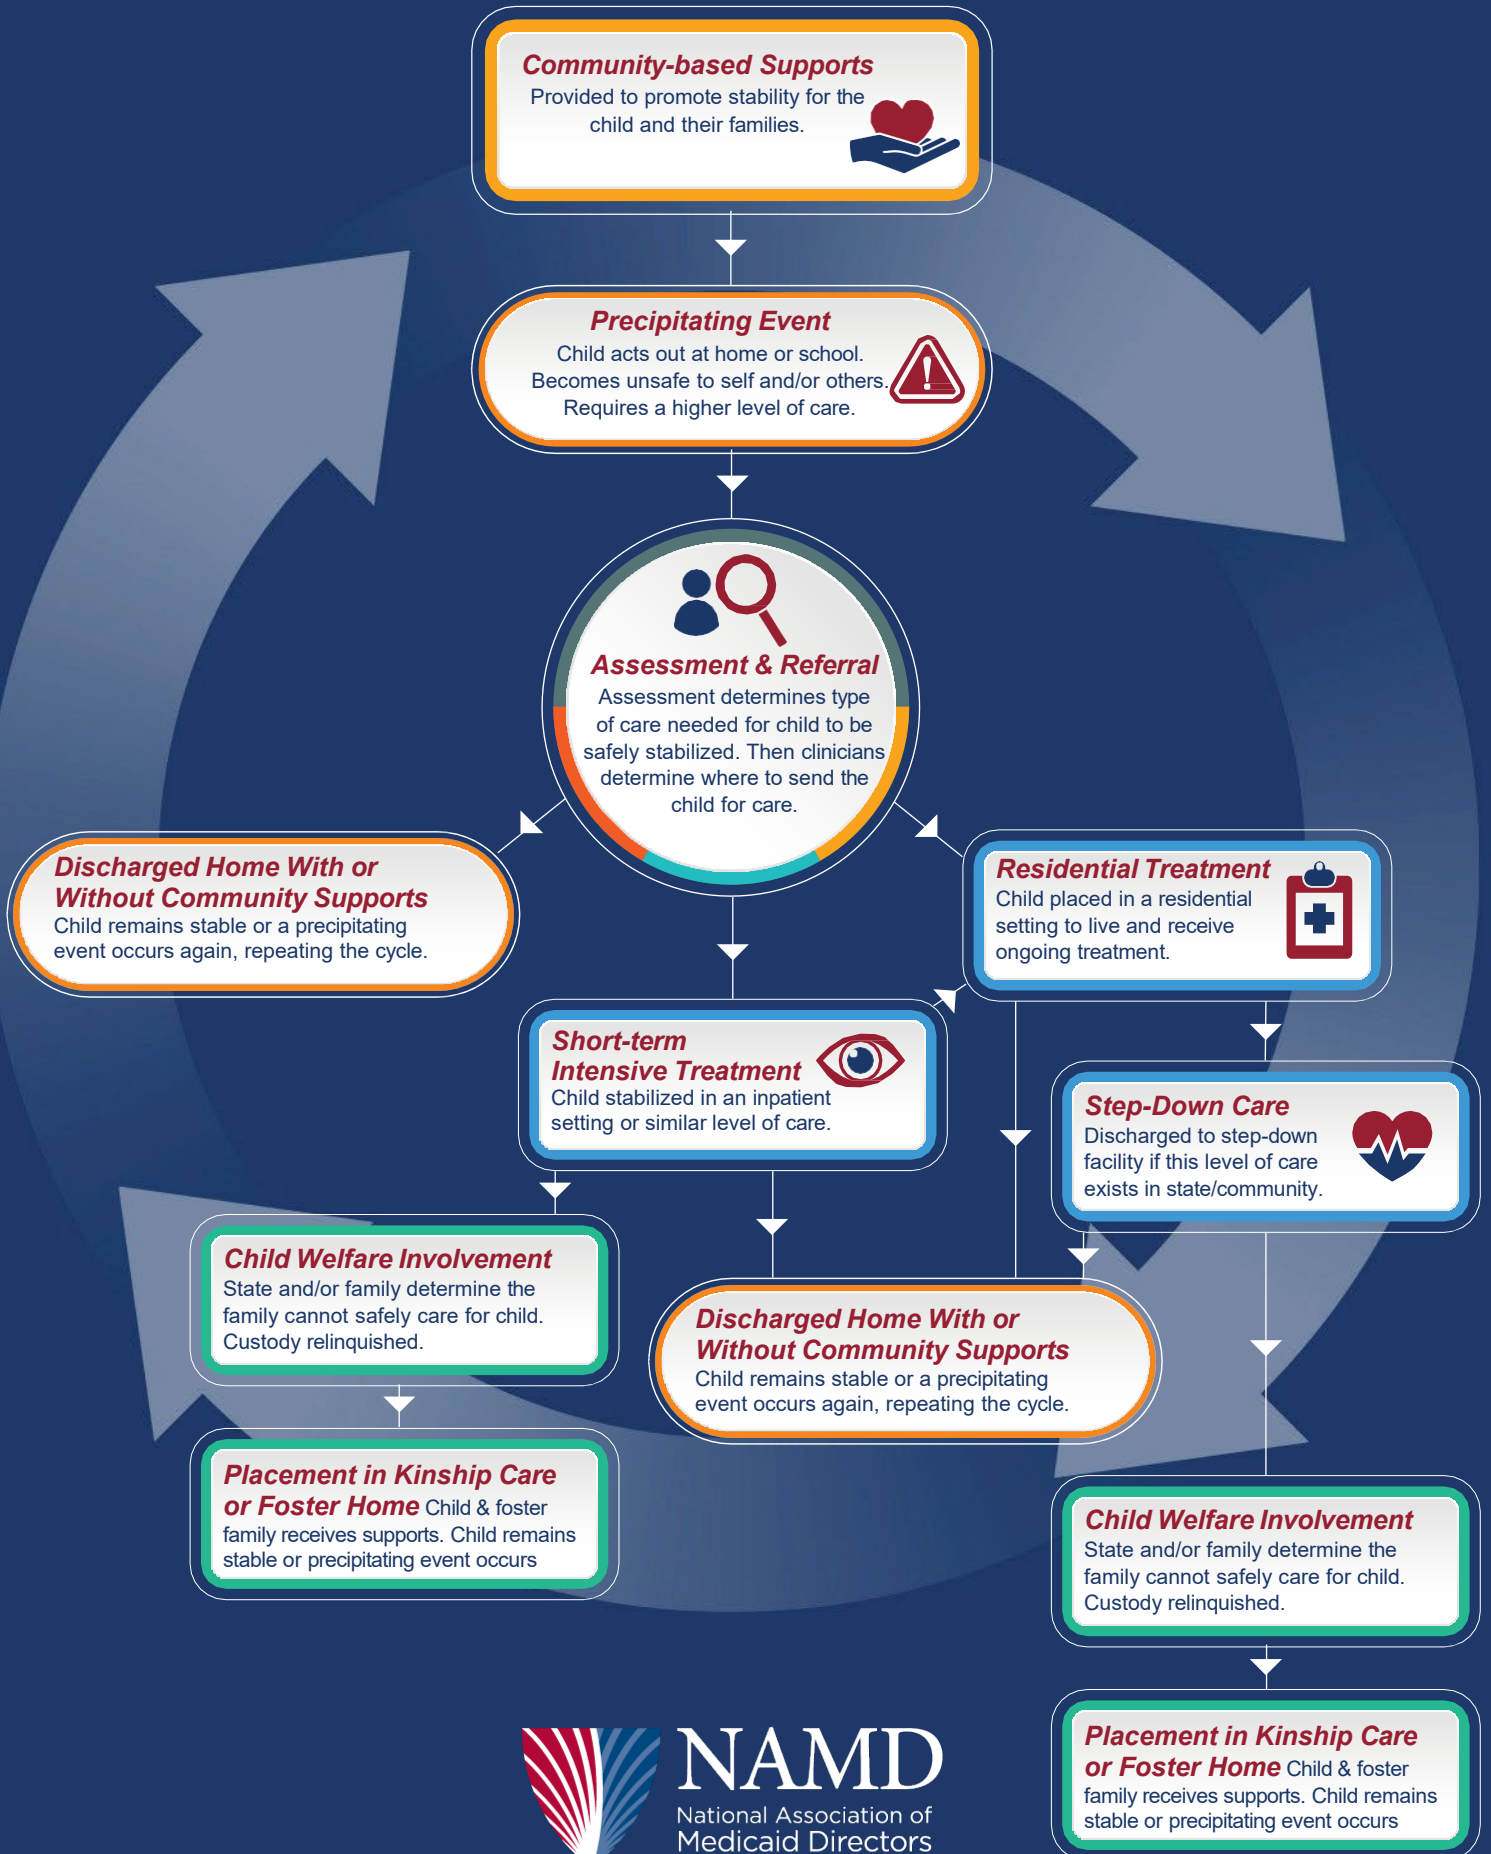 Community-based Supports
Provided to promote stability for the
child and their families.
Precipitating Event
Child acts out at home or school.
Becomes unsafe to self and/or others.
Requires a higher level of care.
Assessment & Referral
Assessment determines type
of care needed for child to be
safely stabilized. Then clinicians
determine where to send the
child for care.
Discharged Home With or
Without Community Supports
Child remains stable or a precipitating
event occurs again, repeating the cycle.
Residential Treatment
Child placed in a residential
setting to live and receive
ongoing treatment.
Short-term
Intensive Treatment
Child stabilized in an inpatient
setting or similar level of care.
Step-Down Care
Discharged to step-down
facility if this level of care
exists in state/community.
Child Welfare Involvement
State and/or family determine the
family cannot safely care for child.
Custody relinquished.
Discharged Home With or
Without Community Supports
Child remains stable or a precipitating
event occurs again, repeating the cycle.
Placement in Kinship Care
or Foster Home Child & foster
family receives supports. Child remains
stable or precipitating event occurs
Child Welfare Involvement
State and/or family determine the
family cannot safely care for child.
Custody relinquished.
Placement in Kinship Care
or Foster Home Child & foster
family receives supports. Child remains
stable or precipitating event occurs
NAMD
National Association of
Medicaid Directors